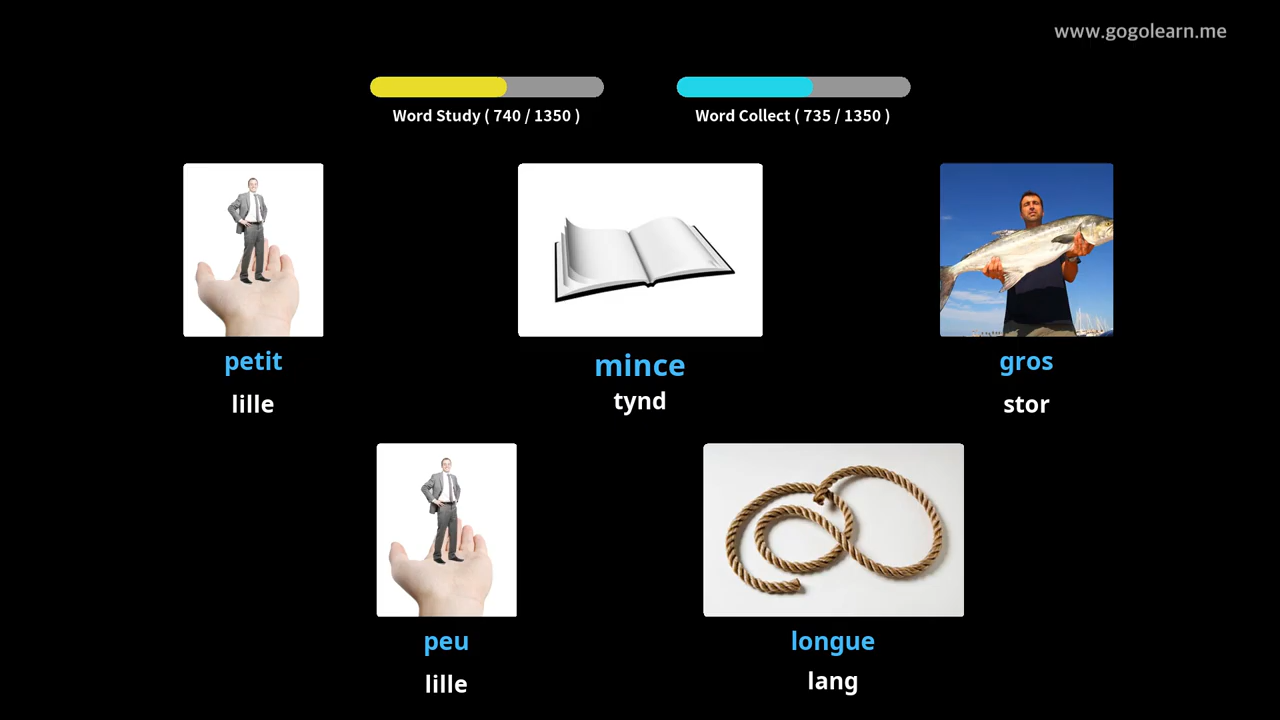 www.gogolearn.me
Word Study ( 740 / 1350 )
Word Collect ( 735 / 1350 )
petit
lille
mince
tynd
gros
stor
peu
lille
longue
lang